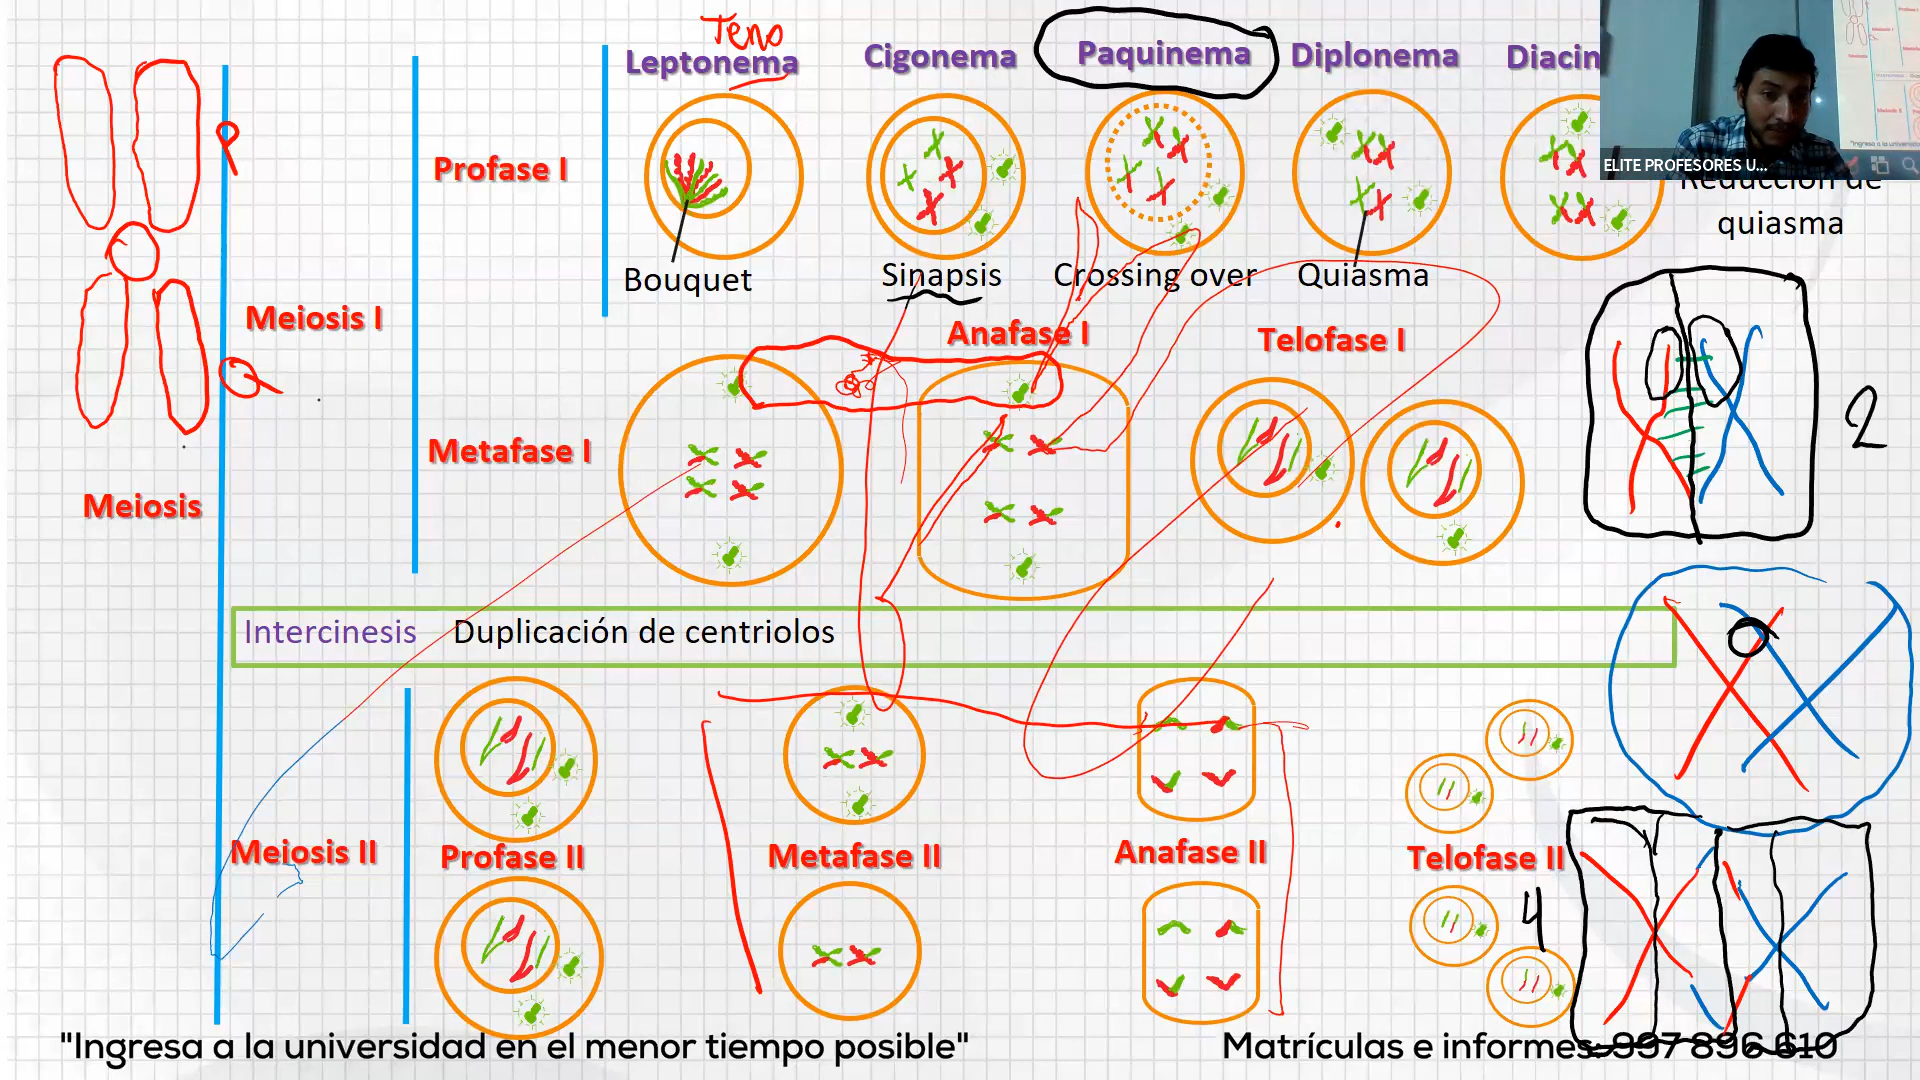 Teno
Leptonema
Cigonema
Paquinema
Diplonema
Diacin
ELITE PROFESORES U...
Profase I
Reducción de
quiasma
Bouquet
Sinapsis
Crossing over
Quiasma
Meiosis I
Anafase I
Telofase I
2
Metafase I
Meiosis
Intercinesis
Duplicación de centriolos
Meiosis II
Profase II
Metafase II
Anafase II
Telofase II
4
"Ingresa a la universidad en el menor tiempo posible"
Matrículas e informes: 997 896 610